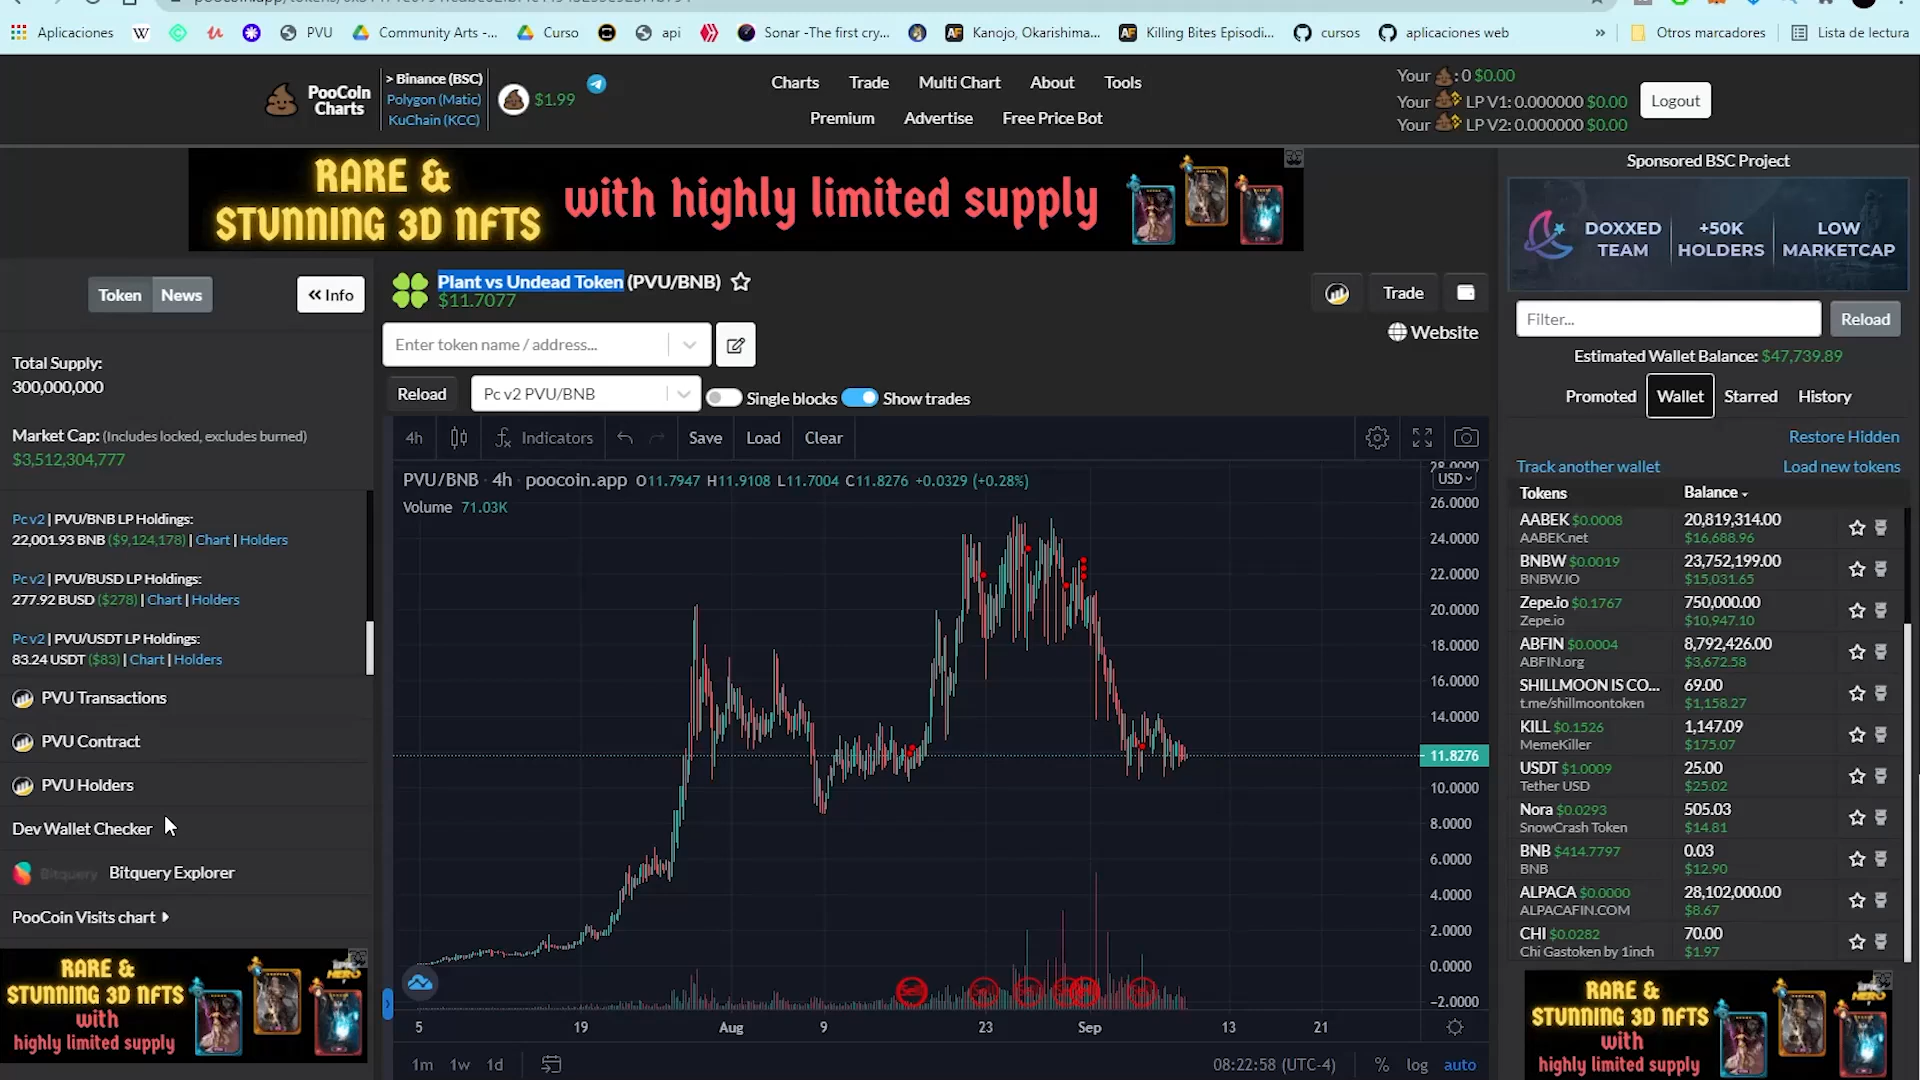 Aplicaciones
PVU
Community Arts -...
Curso
api
Sonar -The first cry...
Kanojo, Okarishima...
Killing Bites Episodi...
cursos
aplicaciones web
»
Otros marcadores
Lista de lectura
PooCoin
Charts
> Binance (BSC)
Polygon (Matic)
KuChain (KCC)
$1.99
Charts
Trade
Multi Chart
About
Tools
Premium
Advertise
Free Price Bot
Your : 0 $0.00
Your LP V1: 0.000000 $0.00
Your LP V2: 0.000000 $0.00
Logout
RARE &
STUNNING 3D NFTS
with highly limited supply
Sponsored BSC Project
DOXXED
TEAM
+50K
HOLDERS
LOW
MARKETCAP
Token
News
« Info
Total Supply:
300,000,000
Market Cap: (Includes locked, excludes burned)
$3,512,304,777
Pc v2 | PVU/BNB LP Holdings:
22,001.93 BNB ($9,124,178) | Chart | Holders
Pc v2 | PVU/BUSD LP Holdings:
277.92 BUSD ($278) | Chart | Holders
Pc v2 | PVU/USDT LP Holdings:
83.24 USDT ($83) | Chart | Holders
PVU Transactions
PVU Contract
PVU Holders
Dev Wallet Checker
Bitquery Bitquery Explorer
PooCoin Visits chart
RARE &
STUNNING 3D NFTS
with
highly limited supply
Plant vs Undead Token (PVU/BNB)
$11.7077
Trade
Website
Enter token name / address...
Reload
Pc v2 PVU/BNB
Single blocks
Show trades
4h
Indicators
Save
Load
Clear
PVU/BNB · 4h · poocoin.app O11.7947 H11.9108 L11.7004 C11.8276 +0.0329 (+0.28%)
Volume 71.03K
28.0000
USD
26.0000
24.0000
22.0000
20.0000
18.0000
16.0000
14.0000
11.8276
10.0000
8.0000
6.0000
4.0000
2.0000
0.0000
−2.0000
5
19
Aug
9
23
Sep
13
21
1m
1w
1d
08:22:58 (UTC-4)
%
log
auto
Filter...
Reload
Estimated Wallet Balance: $47,739.89
Promoted
Wallet
Starred
History
Restore Hidden
Track another wallet
Load new tokens
Tokens
Balance
AABEK $0.0008 20,819,314.00
AABEK.net $16,688.96
BNBW $0.0019 23,752,199.00
BNBW.IO $15,031.65
Zepe.io $0.1767 750,000.00
Zepe.io $10,947.10
ABFIN $0.0004 8,792,426.00
ABFIN.org $3,672.58
SHILLMOON IS CO... 69.00
t.me/shillmoontoken $1,158.27
KILL $0.1526 1,147.09
MemeKiller $175.07
USDT $1.0009 25.00
Tether USD $25.02
Nora $0.0293 505.03
SnowCrash Token $14.81
BNB $414.7797 0.03
BNB $12.90
ALPACA $0.0000 28,102,000.00
ALPACAFIN.COM $8.67
CHI $0.0282 70.00
Chi Gastoken by 1inch $1.97
RARE &
STUNNING 3D NFTS
with
highly limited supply